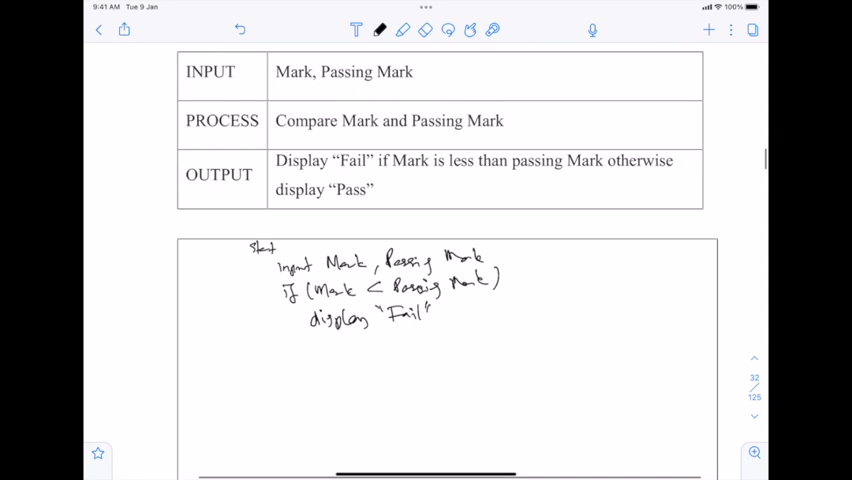 9:41 AM Tue 9 Jan
100%
INPUT Mark, Passing Mark
PROCESS Compare Mark and Passing Mark
OUTPUT Display “Fail” if Mark is less than passing Mark otherwise
display “Pass”
Start
input Mark, Passing Mark
if (Mark < Passing Mark)
display "Fail"
32
/
125